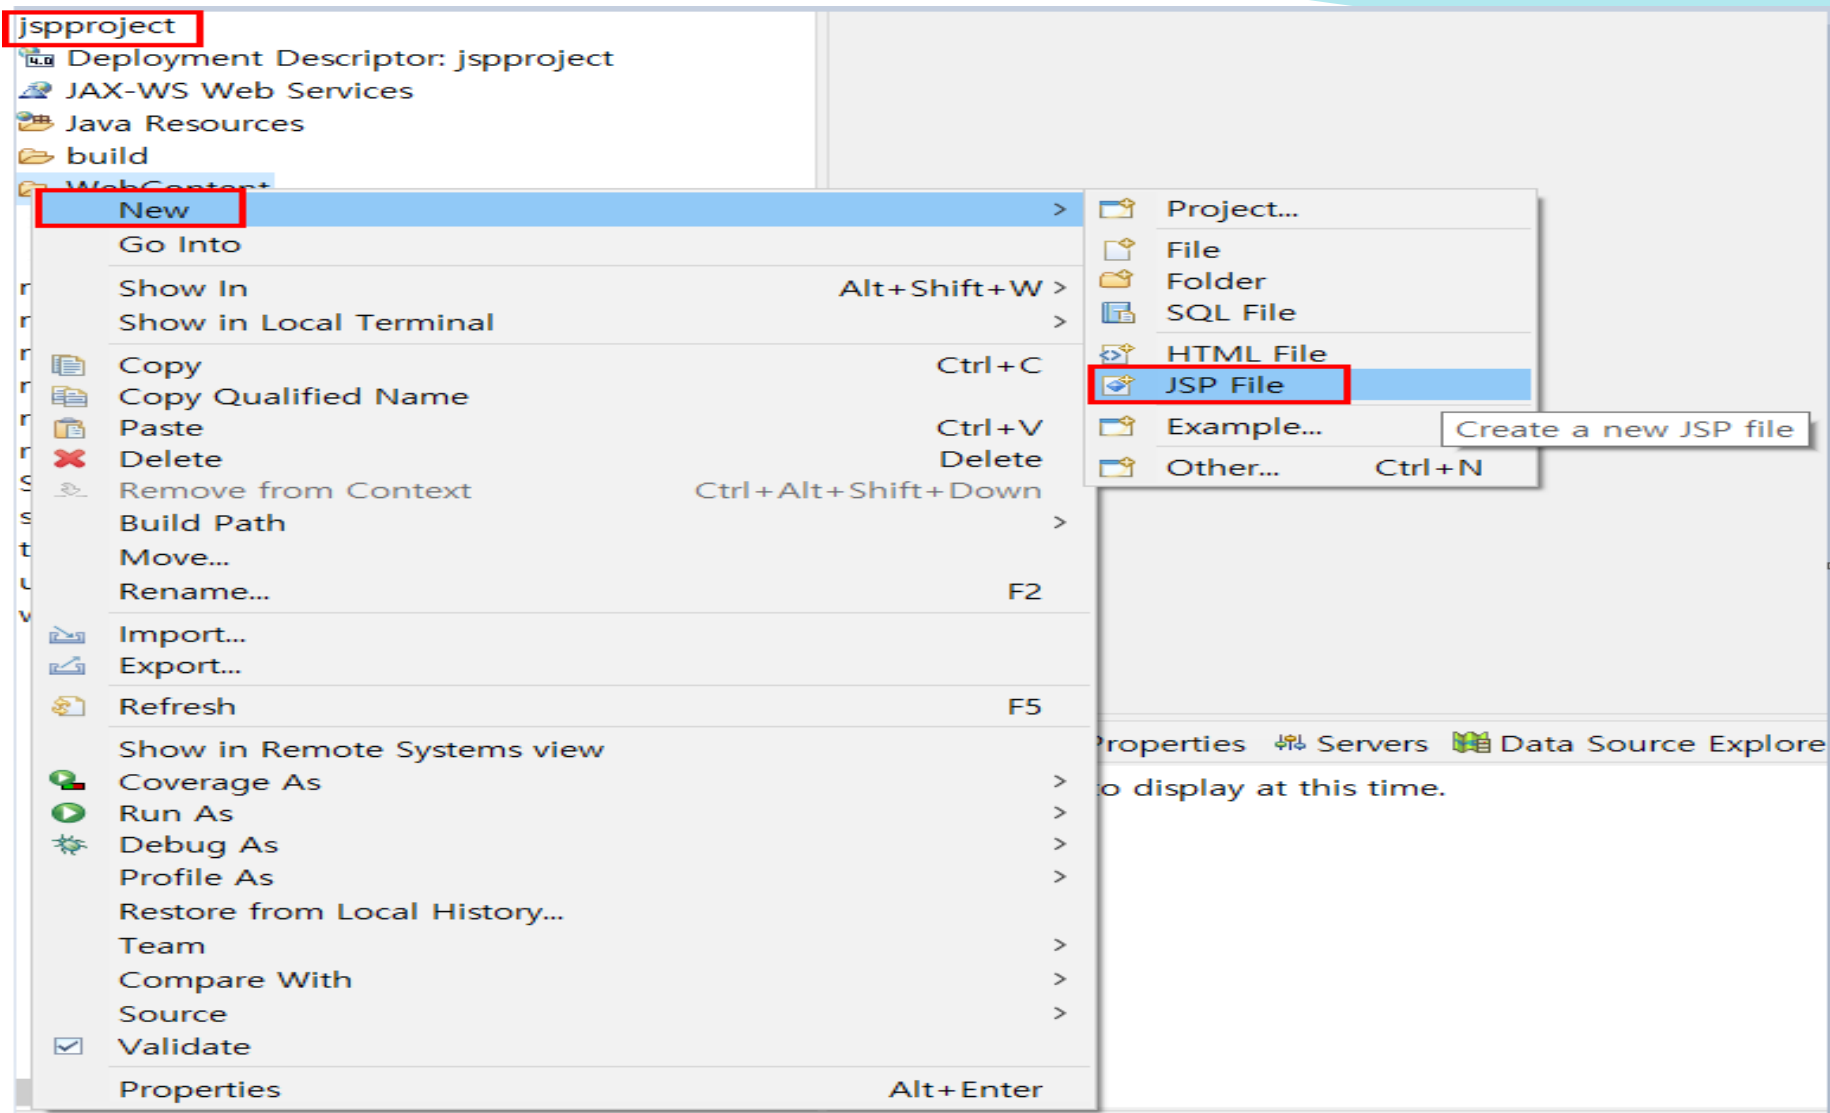 jspproject
Deployment Descriptor: jspproject
JAX-WS Web Services
Java Resources
build
WebContent
New >
Go Into
Show In Alt+Shift+W >
Show in Local Terminal >
Copy Ctrl+C
Copy Qualified Name
Paste Ctrl+V
Delete Delete
Remove from Context Ctrl+Alt+Shift+Down
Build Path >
Move...
Rename... F2
Import...
Export...
Refresh F5
Show in Remote Systems view
Coverage As >
Run As >
Debug As >
Profile As >
Restore from Local History...
Team >
Compare With >
Source >
Validate
Properties Alt+Enter
Project...
File
Folder
SQL File
HTML File
JSP File
Example...
Create a new JSP file
Other... Ctrl+N
Servers Data Source Explore
display at this time.